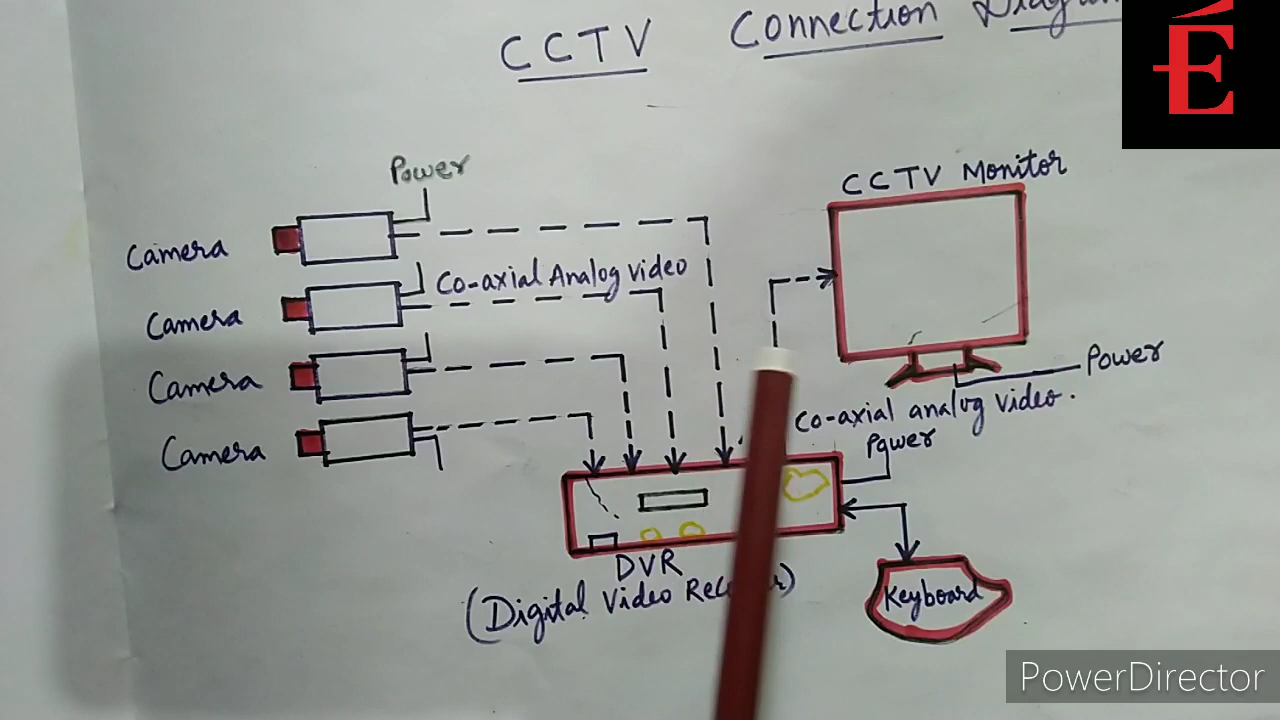 CCTV Connection Diagram
É
Power
CCTV Monitor
Camera
Co-axial Analog Video
Camera
Camera
Power
Co-axial analog video.
Power
Camera
DVR
Keyboard
(Digital Video
PowerDirector